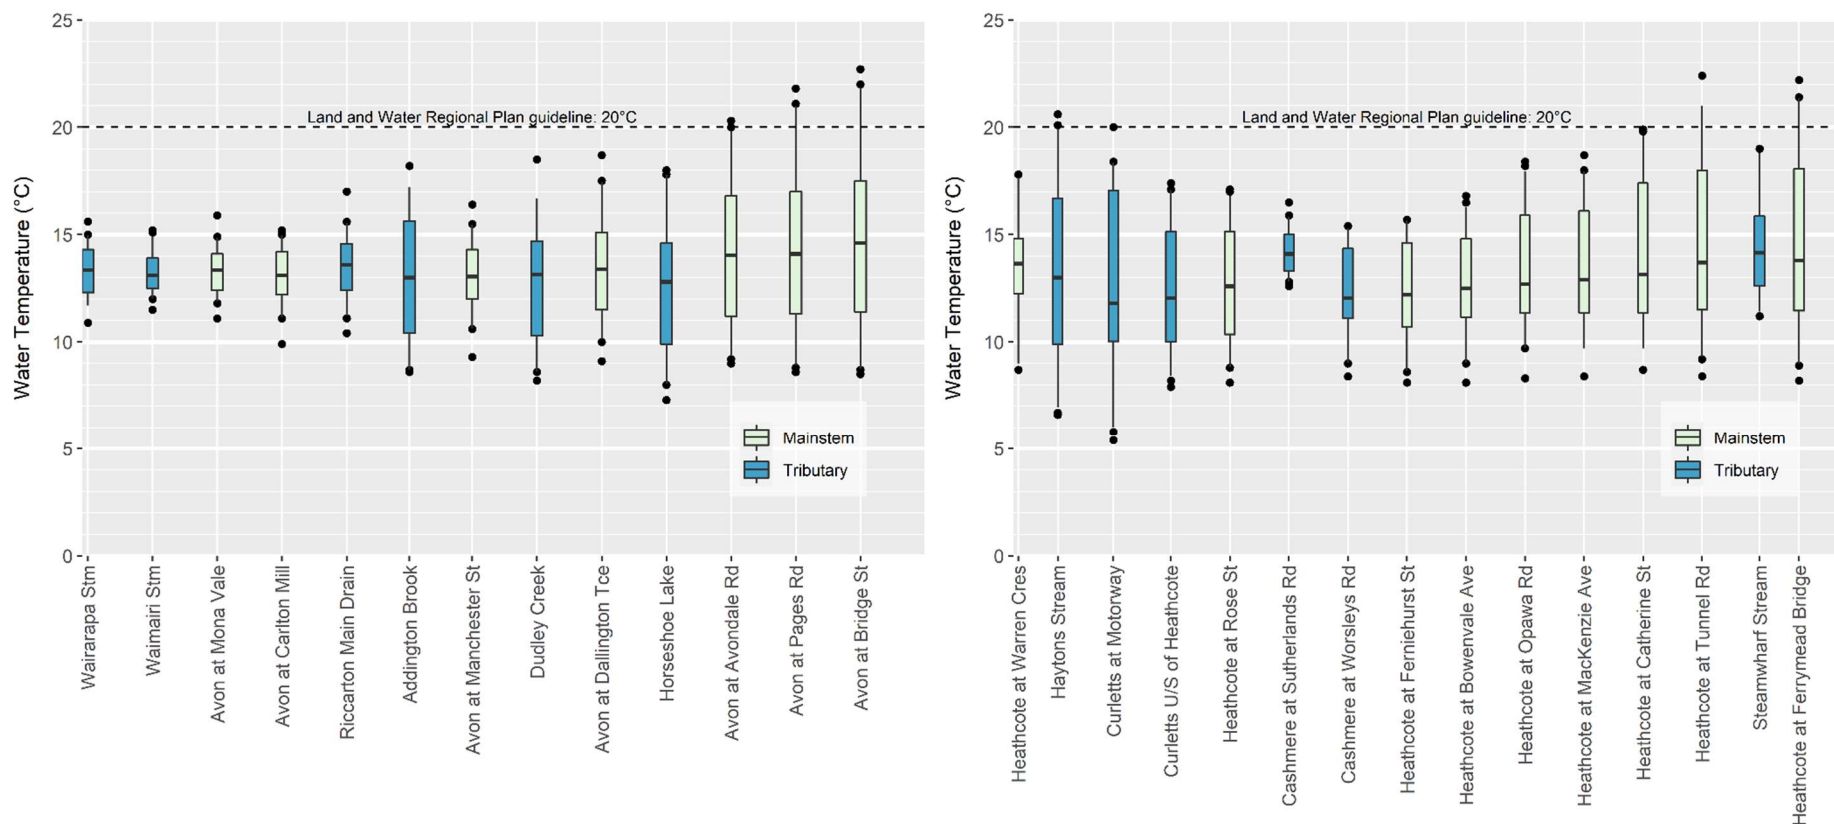 25
20
15
10
5
0
Water Temperature (°C)
Land and Water Regional Plan guideline: 20°C
Mainstem
Tributary
Wairarapa Stm
Waimairi Stm
Avon at Mona Vale
Avon at Carlton Mill
Riccarton Main Drain
Addington Brook
Avon at Manchester St
Dudley Creek
Avon at Dallington Tce
Horseshoe Lake
Avon at Avondale Rd
Avon at Pages Rd
Avon at Bridge St
25
20
15
10
5
0
Water Temperature (°C)
Land and Water Regional Plan guideline: 20°C
Mainstem
Tributary
Heathcote at Warren Cres
Haytons Stream
Curletts at Motorway
Curletts U/S of Heathcote
Heathcote at Rose St
Cashmere at Sutherlands Rd
Cashmere at Worsleys Rd
Heathcote at Ferniehurst St
Heathcote at Bowenvale Ave
Heathcote at Opawa Rd
Heathcote at MacKenzie Ave
Heathcote at Catherine St
Heathcote at Tunnel Rd
Steamwharf Stream
Heathcote at Ferrymead Bridge